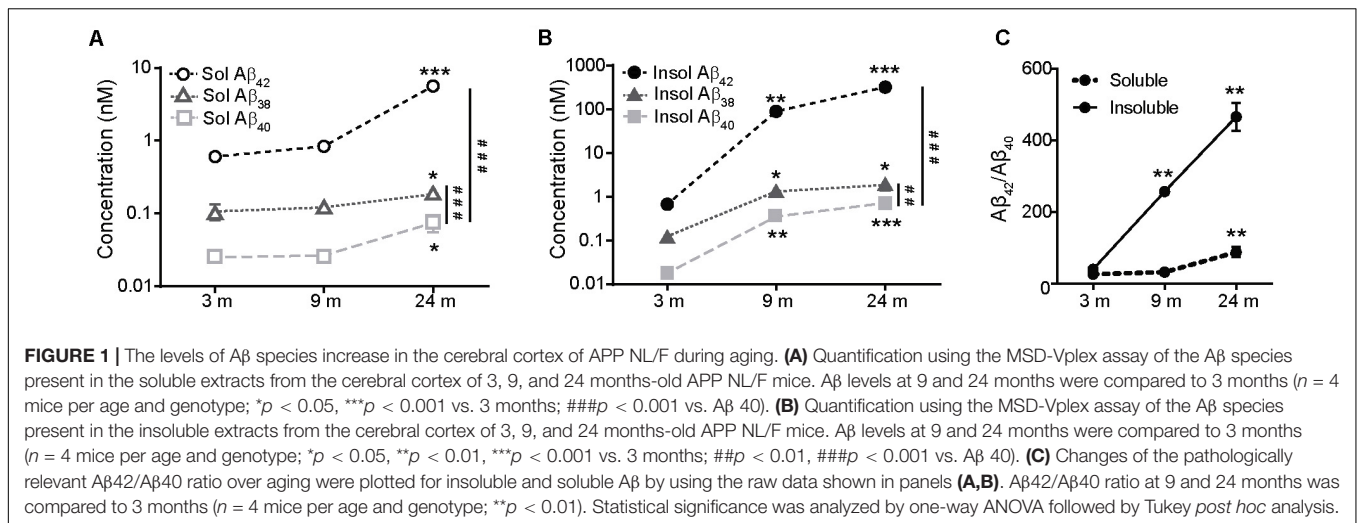 A
Concentration (nM)
10
1
0.1
0.01
Sol Aβ42
Sol Aβ38
Sol Aβ40
***
*
*
###
###
3 m 9 m 24 m
B
Concentration (nM)
1000
100
10
1
0.1
0.01
Insol Aβ42
Insol Aβ38
Insol Aβ40
** ***
* *
** ***
##
###
3 m 9 m 24 m
C
Aβ42/Aβ40
600
400
200
0
Soluble
Insoluble
**
**
**
3 m 9 m 24 m
FIGURE 1 | The levels of Aβ species increase in the cerebral cortex of APP NL/F during aging. (A) Quantification using the MSD-Vplex assay of the Aβ species
present in the soluble extracts from the cerebral cortex of 3, 9, and 24 months-old APP NL/F mice. Aβ levels at 9 and 24 months were compared to 3 months (n = 4
mice per age and genotype; *p < 0.05, ***p < 0.001 vs. 3 months; ###p < 0.001 vs. Aβ 40). (B) Quantification using the MSD-Vplex assay of the Aβ species
present in the insoluble extracts from the cerebral cortex of 3, 9, and 24 months-old APP NL/F mice. Aβ levels at 9 and 24 months were compared to 3 months
(n = 4 mice per age and genotype; *p < 0.05, **p < 0.01, ***p < 0.001 vs. 3 months; ##p < 0.01, ###p < 0.001 vs. Aβ 40). (C) Changes of the pathologically
relevant Aβ42/Aβ40 ratio over aging were plotted for insoluble and soluble Aβ by using the raw data shown in panels (A,B). Aβ42/Aβ40 ratio at 9 and 24 months was
compared to 3 months (n = 4 mice per age and genotype; **p < 0.01). Statistical significance was analyzed by one-way ANOVA followed by Tukey post hoc analysis.